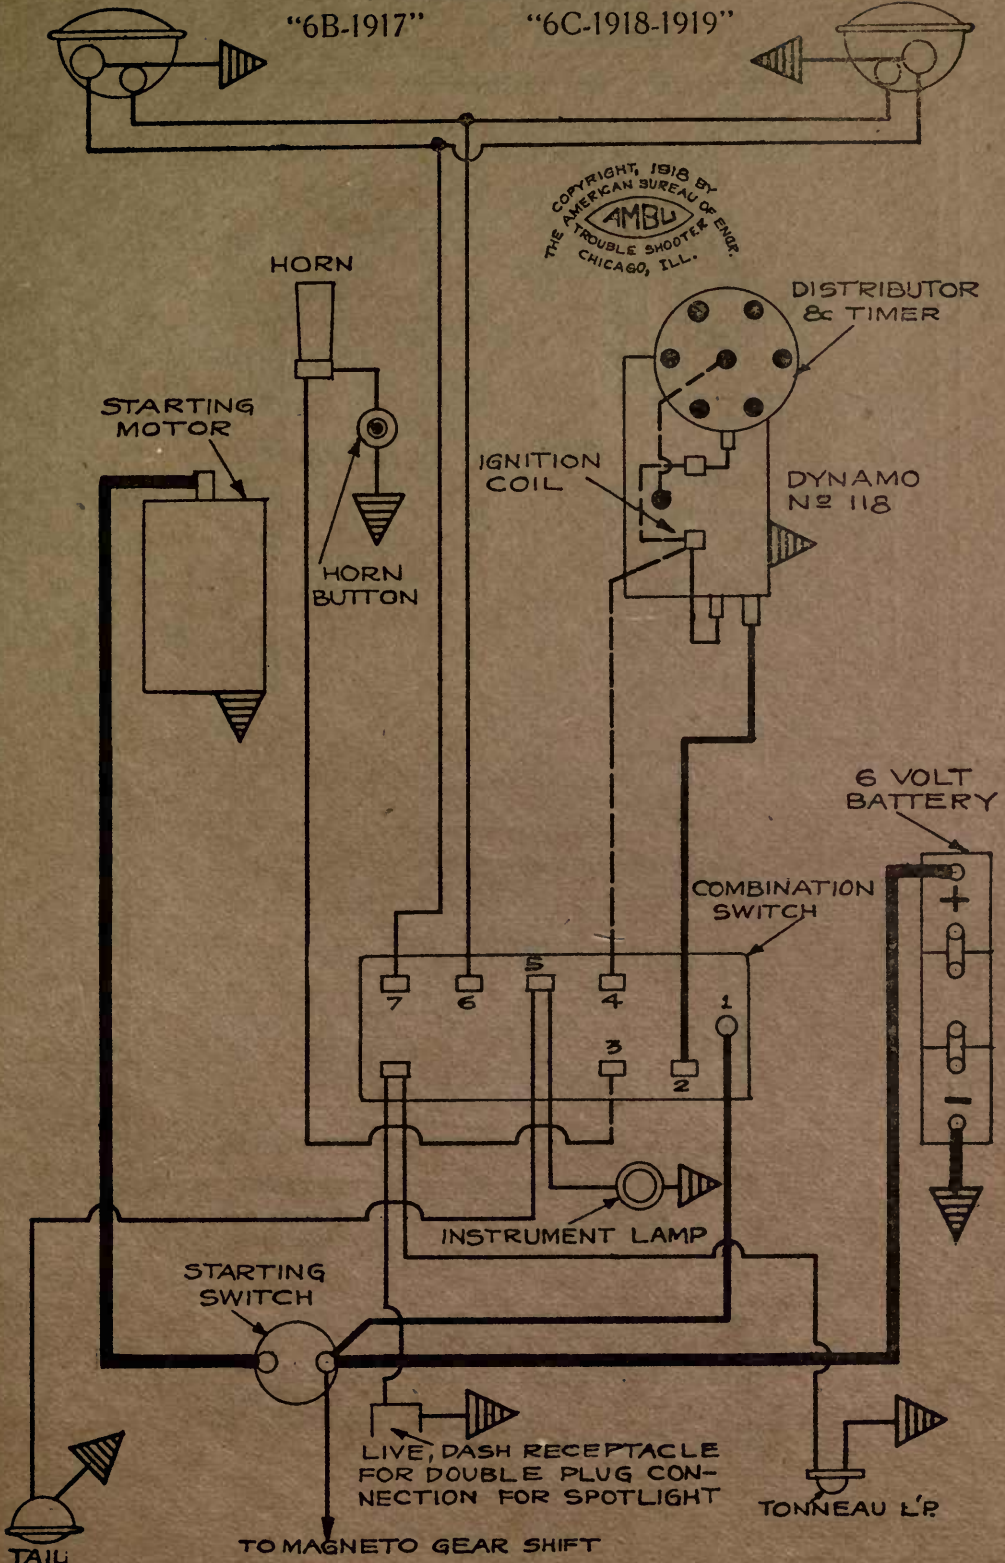 "6B-1917"
"6C-1918-1919"
COPYRIGHT, 1918 BY
THE AMERICAN BUREAU OF ENGR.
AMBU
TROUBLE SHOOTER
CHICAGO, ILL.
HORN
DISTRIBUTOR
& TIMER
STARTING
MOTOR
IGNITION
COIL
DYNAMO
Nº 118
HORN
BUTTON
6 VOLT
BATTERY
+
COMBINATION
SWITCH
5
7
6
4
1
3
2
−
INSTRUMENT LAMP
STARTING
SWITCH
LIVE, DASH RECEPTACLE
FOR DOUBLE PLUG CON-
NECTION FOR SPOTLIGHT
TONNEAU L'P.
TO MAGNETO GEAR SHIFT
TAIL